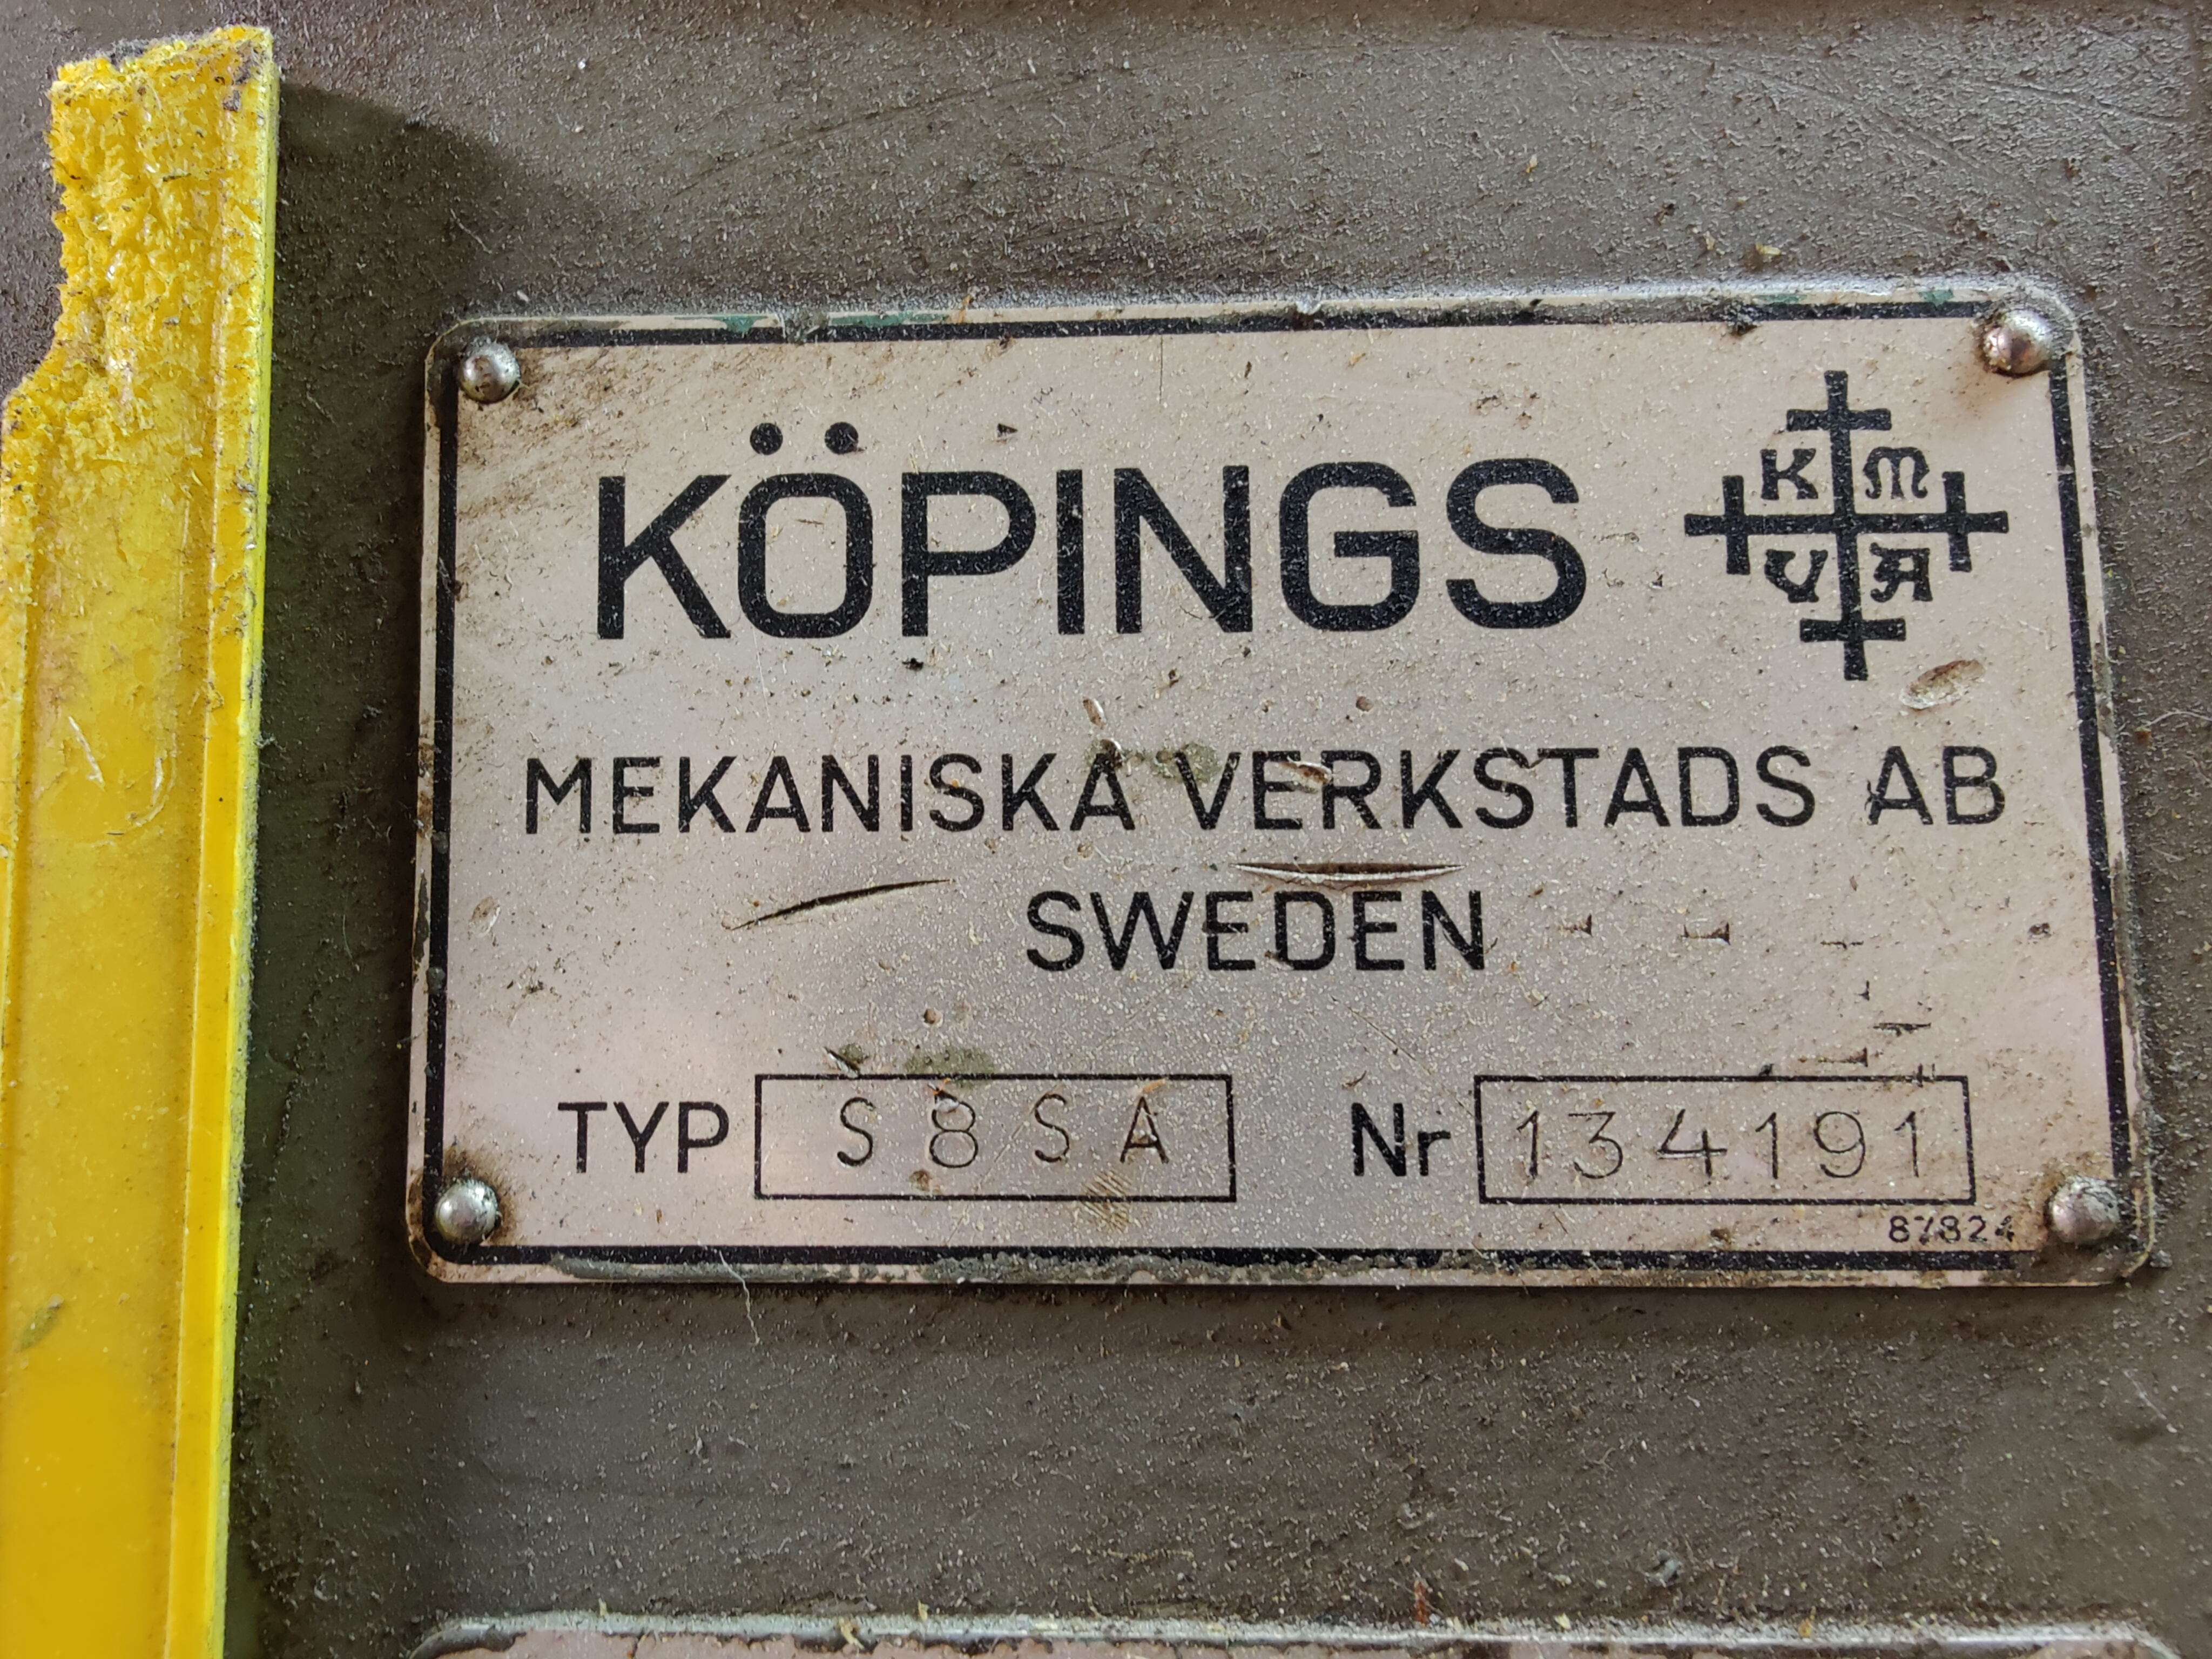 KÖPINGS
K M
V A
MEKANISKA VERKSTADS AB
SWEDEN
TYP S8SA Nr 134191
87824